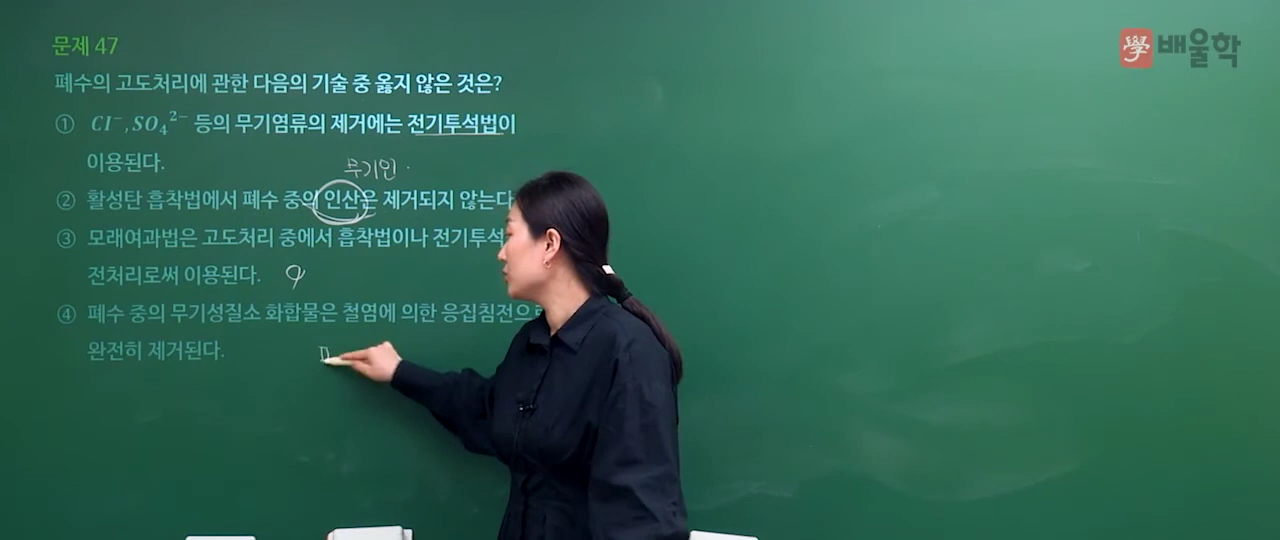 문제 47
學 배울학
폐수의 고도처리에 관한 다음의 기술 중 옳지 않은 것은?
① Cl⁻, SO₄²⁻ 등의 무기염류의 제거에는 전기투석법이
이용된다.
무기인
② 활성탄 흡착법에서 폐수 중의 인산은 제거되지 않는다
③ 모래여과법은 고도처리 중에서 흡착법이나 전기투석
전처리로써 이용된다.
④ 폐수 중의 무기성질소 화합물은 철염에 의한 응집침전으
완전히 제거된다.